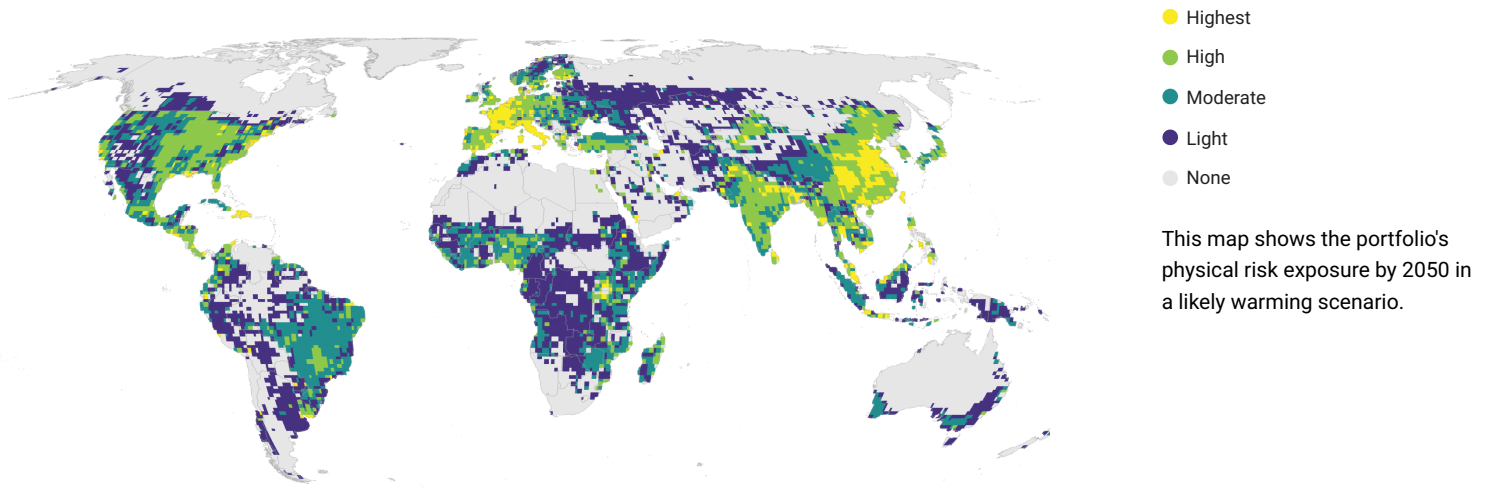 Highest
High
Moderate
Light
None
This map shows the portfolio's
physical risk exposure by 2050 in
a likely warming scenario.